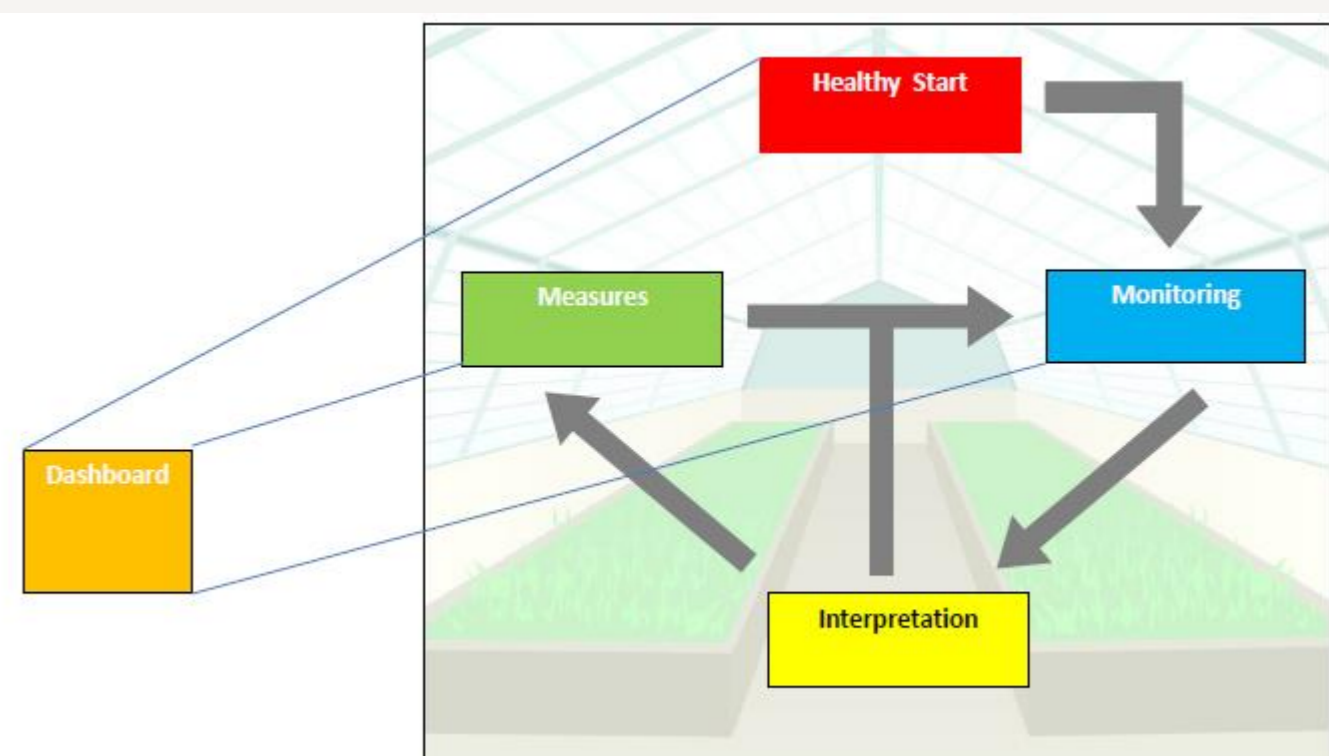 Healthy Start
Measures
Monitoring
Dashboard
Interpretation